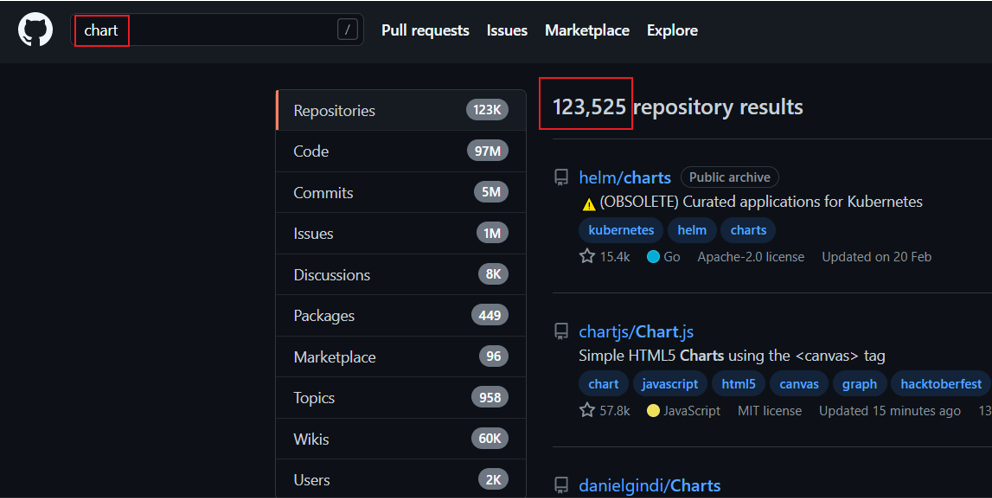 chart / Pull requests Issues Marketplace Explore
Repositories 123K
Code 97M
Commits 5M
Issues 1M
Discussions 8K
Packages 449
Marketplace 96
Topics 958
Wikis 60K
Users 2K
123,525 repository results
helm/charts Public archive
(OBSOLETE) Curated applications for Kubernetes
kubernetes helm charts
15.4k Go Apache-2.0 license Updated on 20 Feb
chartjs/Chart.js
Simple HTML5 Charts using the <canvas> tag
chart javascript html5 canvas graph hacktoberfest
57.8k JavaScript MIT license Updated 15 minutes ago 13
danielgindi/Charts